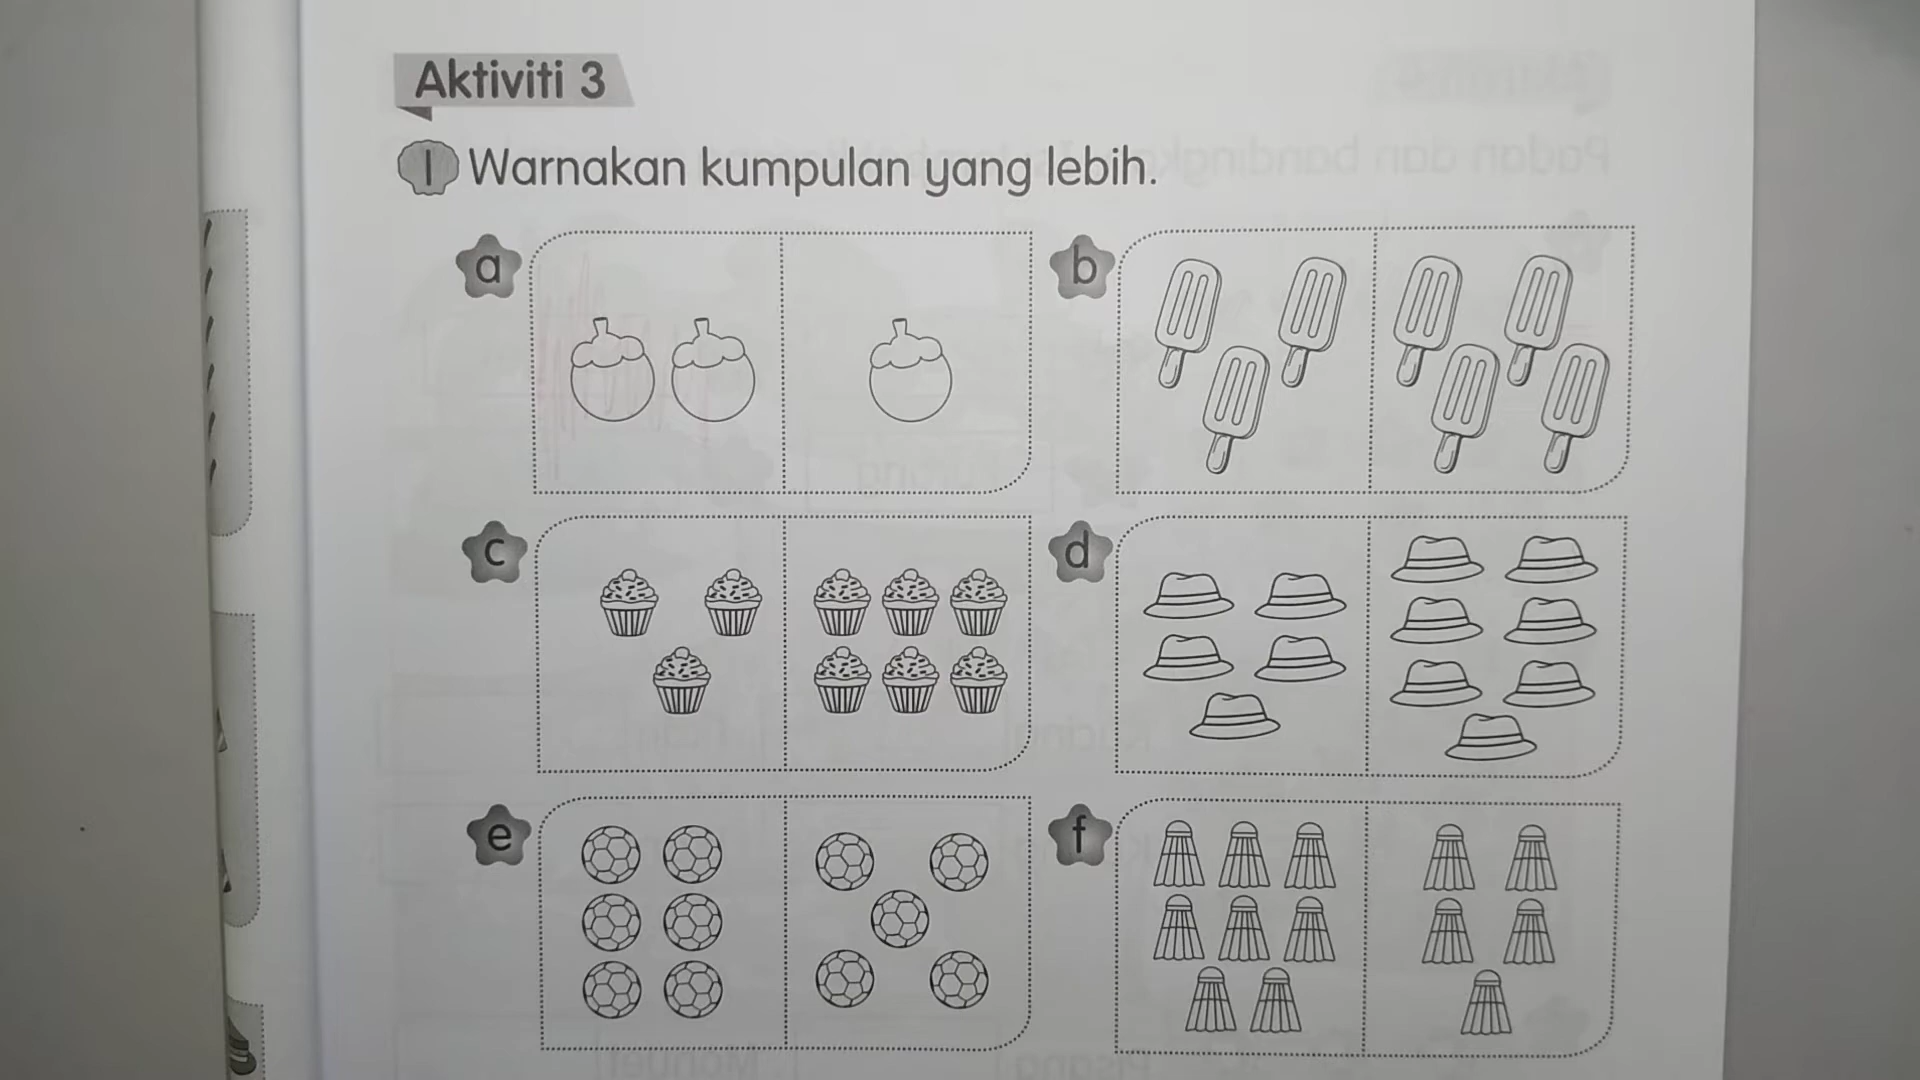 Aktiviti 3
1 Warnakan kumpulan yang lebih.
a
b
c
d
e
f